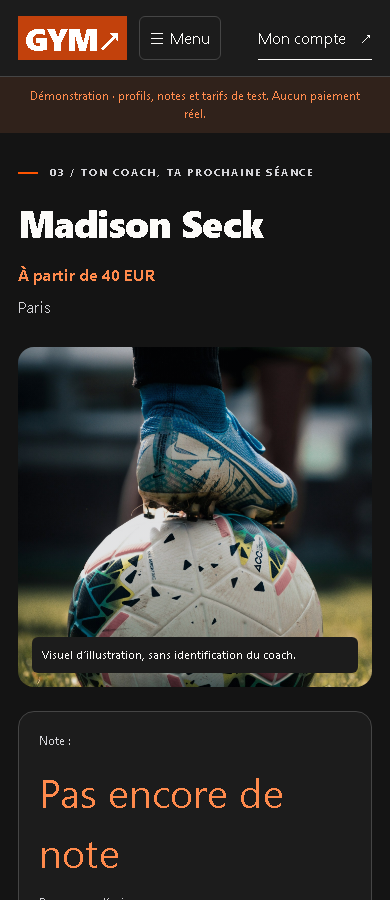 GYM↗
☰ Menu
Mon compte ↗
Démonstration · profils, notes et tarifs de test. Aucun paiement
réel.
03 / TON COACH, TA PROCHAINE SÉANCE
Madison Seck
À partir de 40 EUR
Paris
Visuel d'illustration, sans identification du coach.
Note :
Pas encore de
note